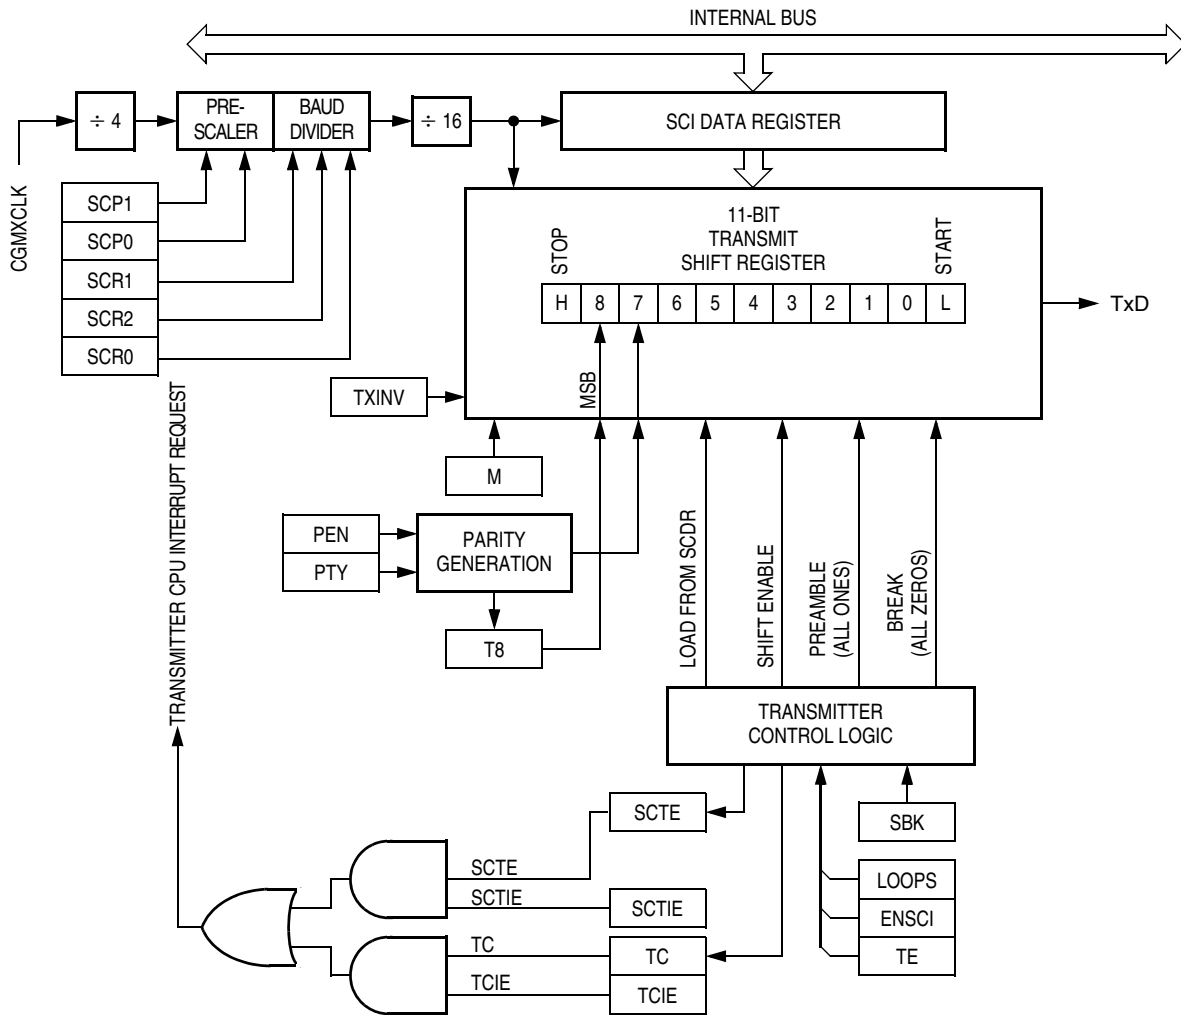 INTERNAL BUS
÷ 4
PRE-
SCALER
BAUD
DIVIDER
÷ 16
SCI DATA REGISTER
CGMXCLK
SCP1
SCP0
SCR1
SCR2
SCR0
11-BIT
TRANSMIT
SHIFT REGISTER
STOP
START
H 8 7 6 5 4 3 2 1 0 L
TxD
MSB
TXINV
M
TRANSMITTER CPU INTERRUPT REQUEST
PEN
PTY
PARITY
GENERATION
T8
LOAD FROM SCDR
SHIFT ENABLE
PREAMBLE
(ALL ONES)
BREAK
(ALL ZEROS)
TRANSMITTER
CONTROL LOGIC
SCTE
SBK
SCTE
SCTIE
SCTIE
LOOPS
ENSCI
TE
TC
TC
TCIE
TCIE